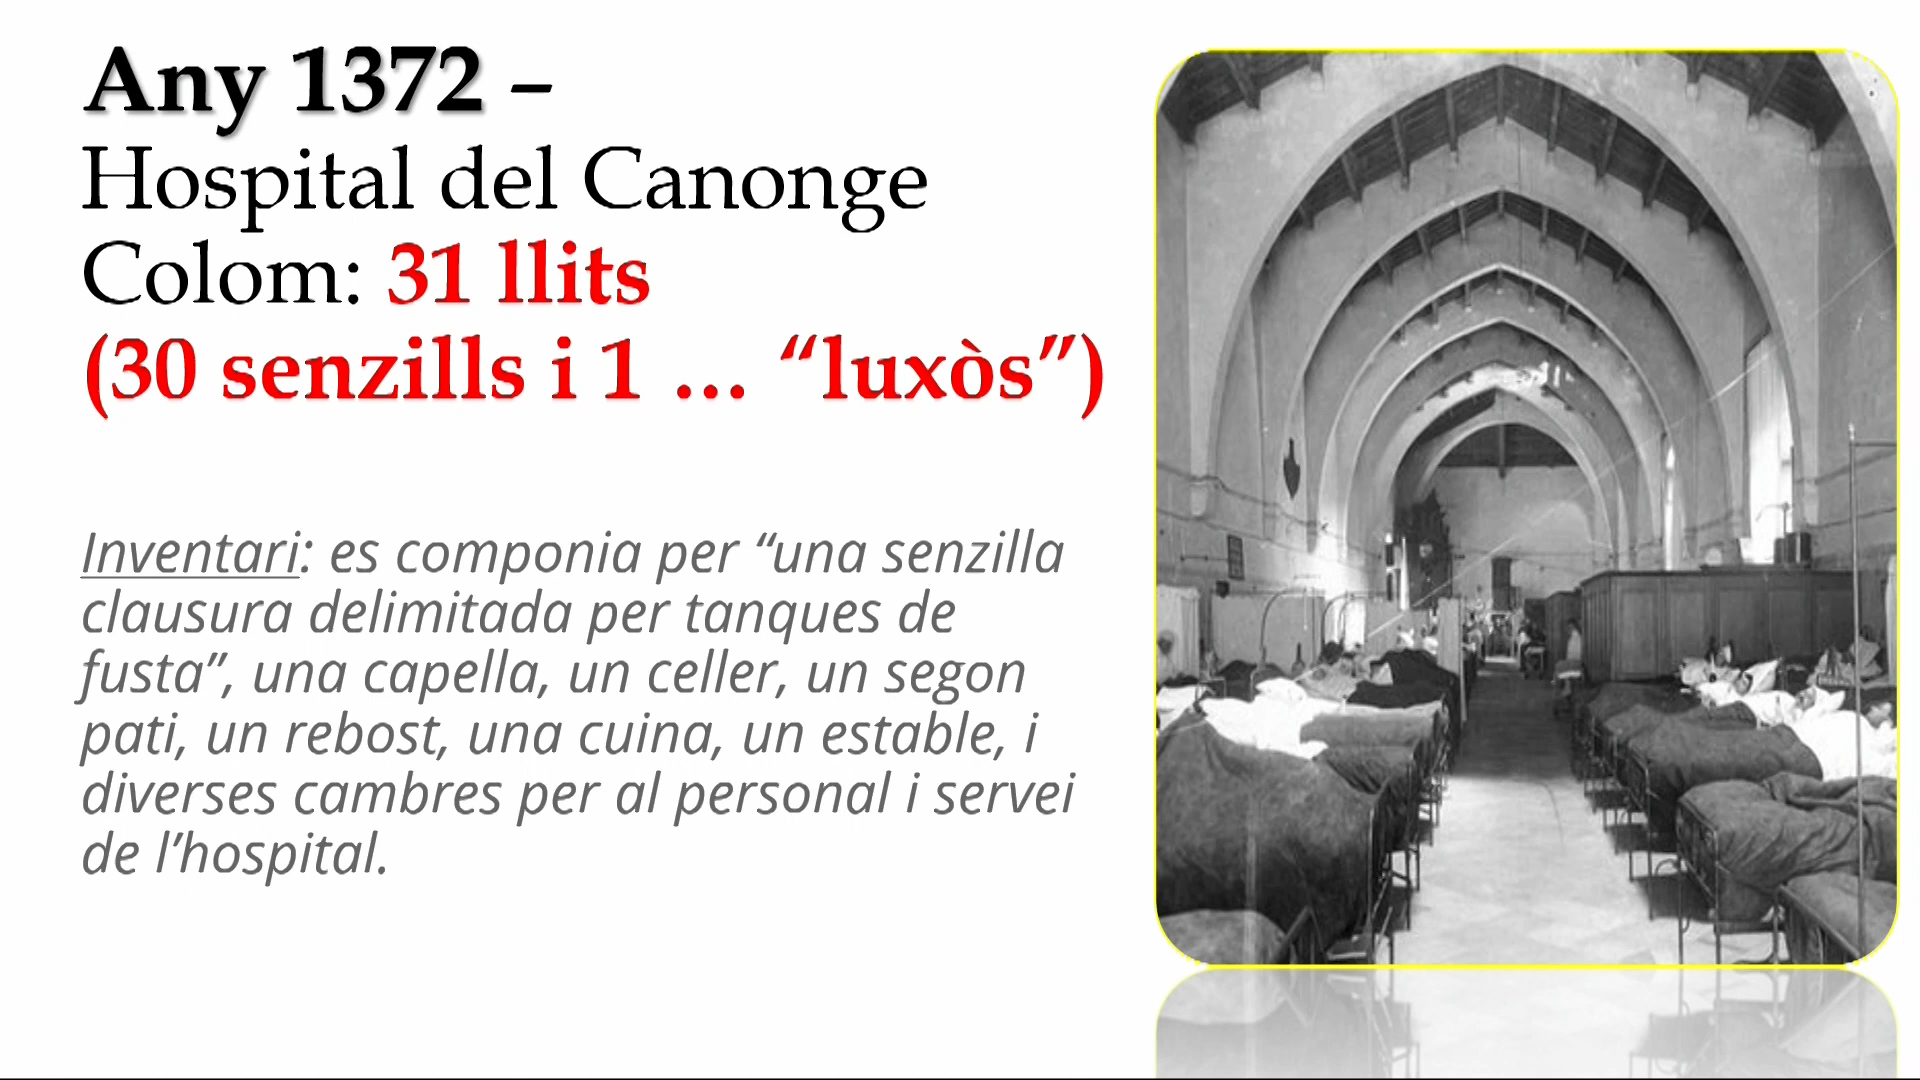 Any 1372 –
Hospital del Canonge
Colom: 31 llits
(30 senzills i 1 … “luxòs”)
Inventari: es componia per “una senzilla
clausura delimitada per tanques de
fusta”, una capella, un celler, un segon
pati, un rebost, una cuina, un estable, i
diverses cambres per al personal i servei
de l’hospital.